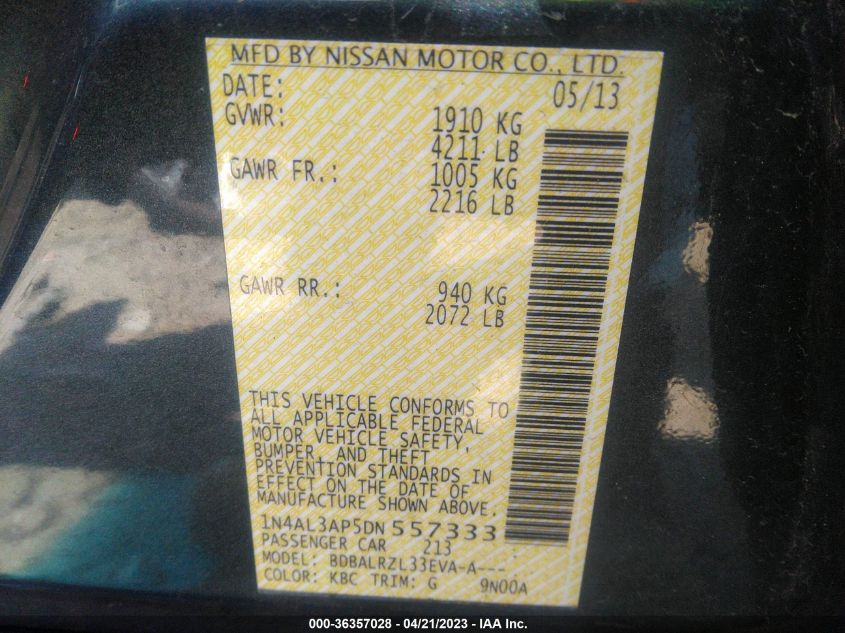 MFD BY NISSAN MOTOR CO., LTD.
DATE: 05/13
GVWR: 1910 KG
4211 LB
GAWR FR.: 1005 KG
2216 LB
GAWR RR.: 940 KG
2072 LB
THIS VEHICLE CONFORMS TO
ALL APPLICABLE FEDERAL
MOTOR VEHICLE SAFETY,
BUMPER, AND THEFT
PREVENTION STANDARDS IN
EFFECT ON THE DATE OF
MANUFACTURE SHOWN ABOVE.
1N4AL3AP5DN557333
PASSENGER CAR 213
MODEL: BDBALRZL33EVA-A---
COLOR: KBC TRIM: G 9N00A
000-36357028 - 04/21/2023 - IAA Inc.